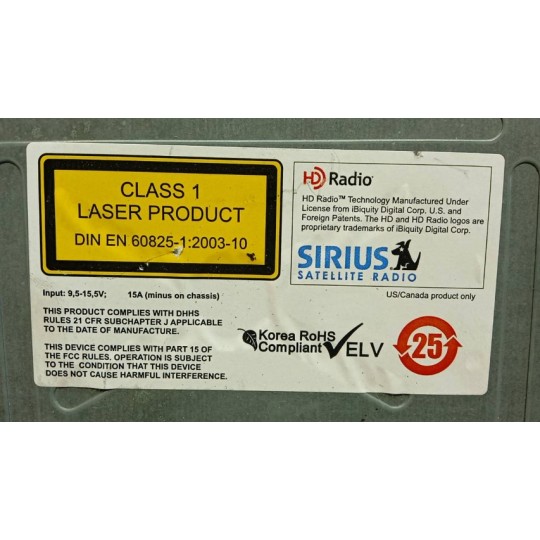 CLASS 1
LASER PRODUCT
DIN EN 60825-1:2003-10
HD Radio™
HD Radio™ Technology Manufactured Under
License from iBiquity Digital Corp. U.S. and
Foreign Patents. The HD and HD Radio logos are
proprietary trademarks of iBiquity Digital Corp.
SIRIUS
SATELLITE RADIO
US/Canada product only
Input: 9,5-15,5V; 15A (minus on chassis)
THIS PRODUCT COMPLIES WITH DHHS
RULES 21 CFR SUBCHAPTER J APPLICABLE
TO THE DATE OF MANUFACTURE.
THIS DEVICE COMPLIES WITH PART 15 OF
THE FCC RULES. OPERATION IS SUBJECT
TO THE CONDITION THAT THIS DEVICE
DOES NOT CAUSE HARMFUL INTERFERENCE.
Korea RoHS
Compliant
ELV
25